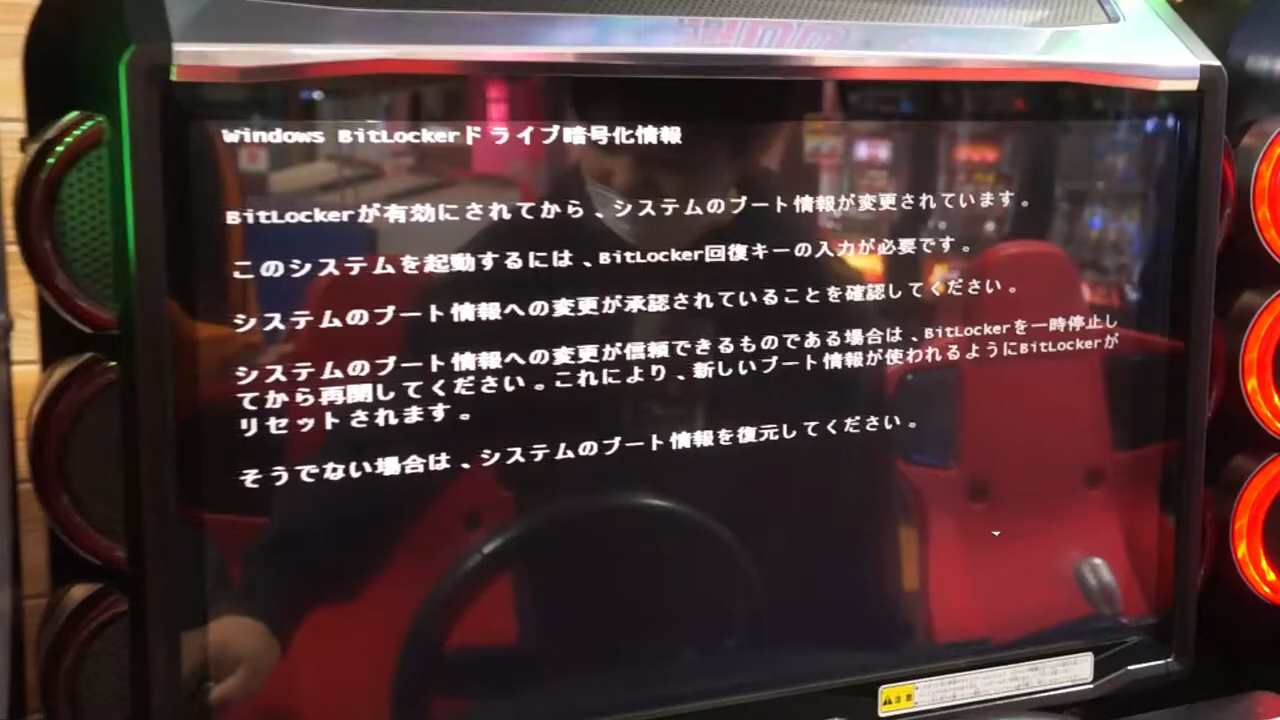 Windows BitLockerドライブ暗号化情報
BitLockerが有効にされてから、システムのブート情報が変更されています。
このシステムを起動するには、BitLocker回復キーの入力が必要です。
システムのブート情報への変更が承認されていることを確認してください。
システムのブート情報への変更が信頼できるものである場合は、BitLockerを一時停止し
てから再開してください。これにより、新しいブート情報が使われるようにBitLockerが
リセットされます。
そうでない場合は、システムのブート情報を復元してください。
注意